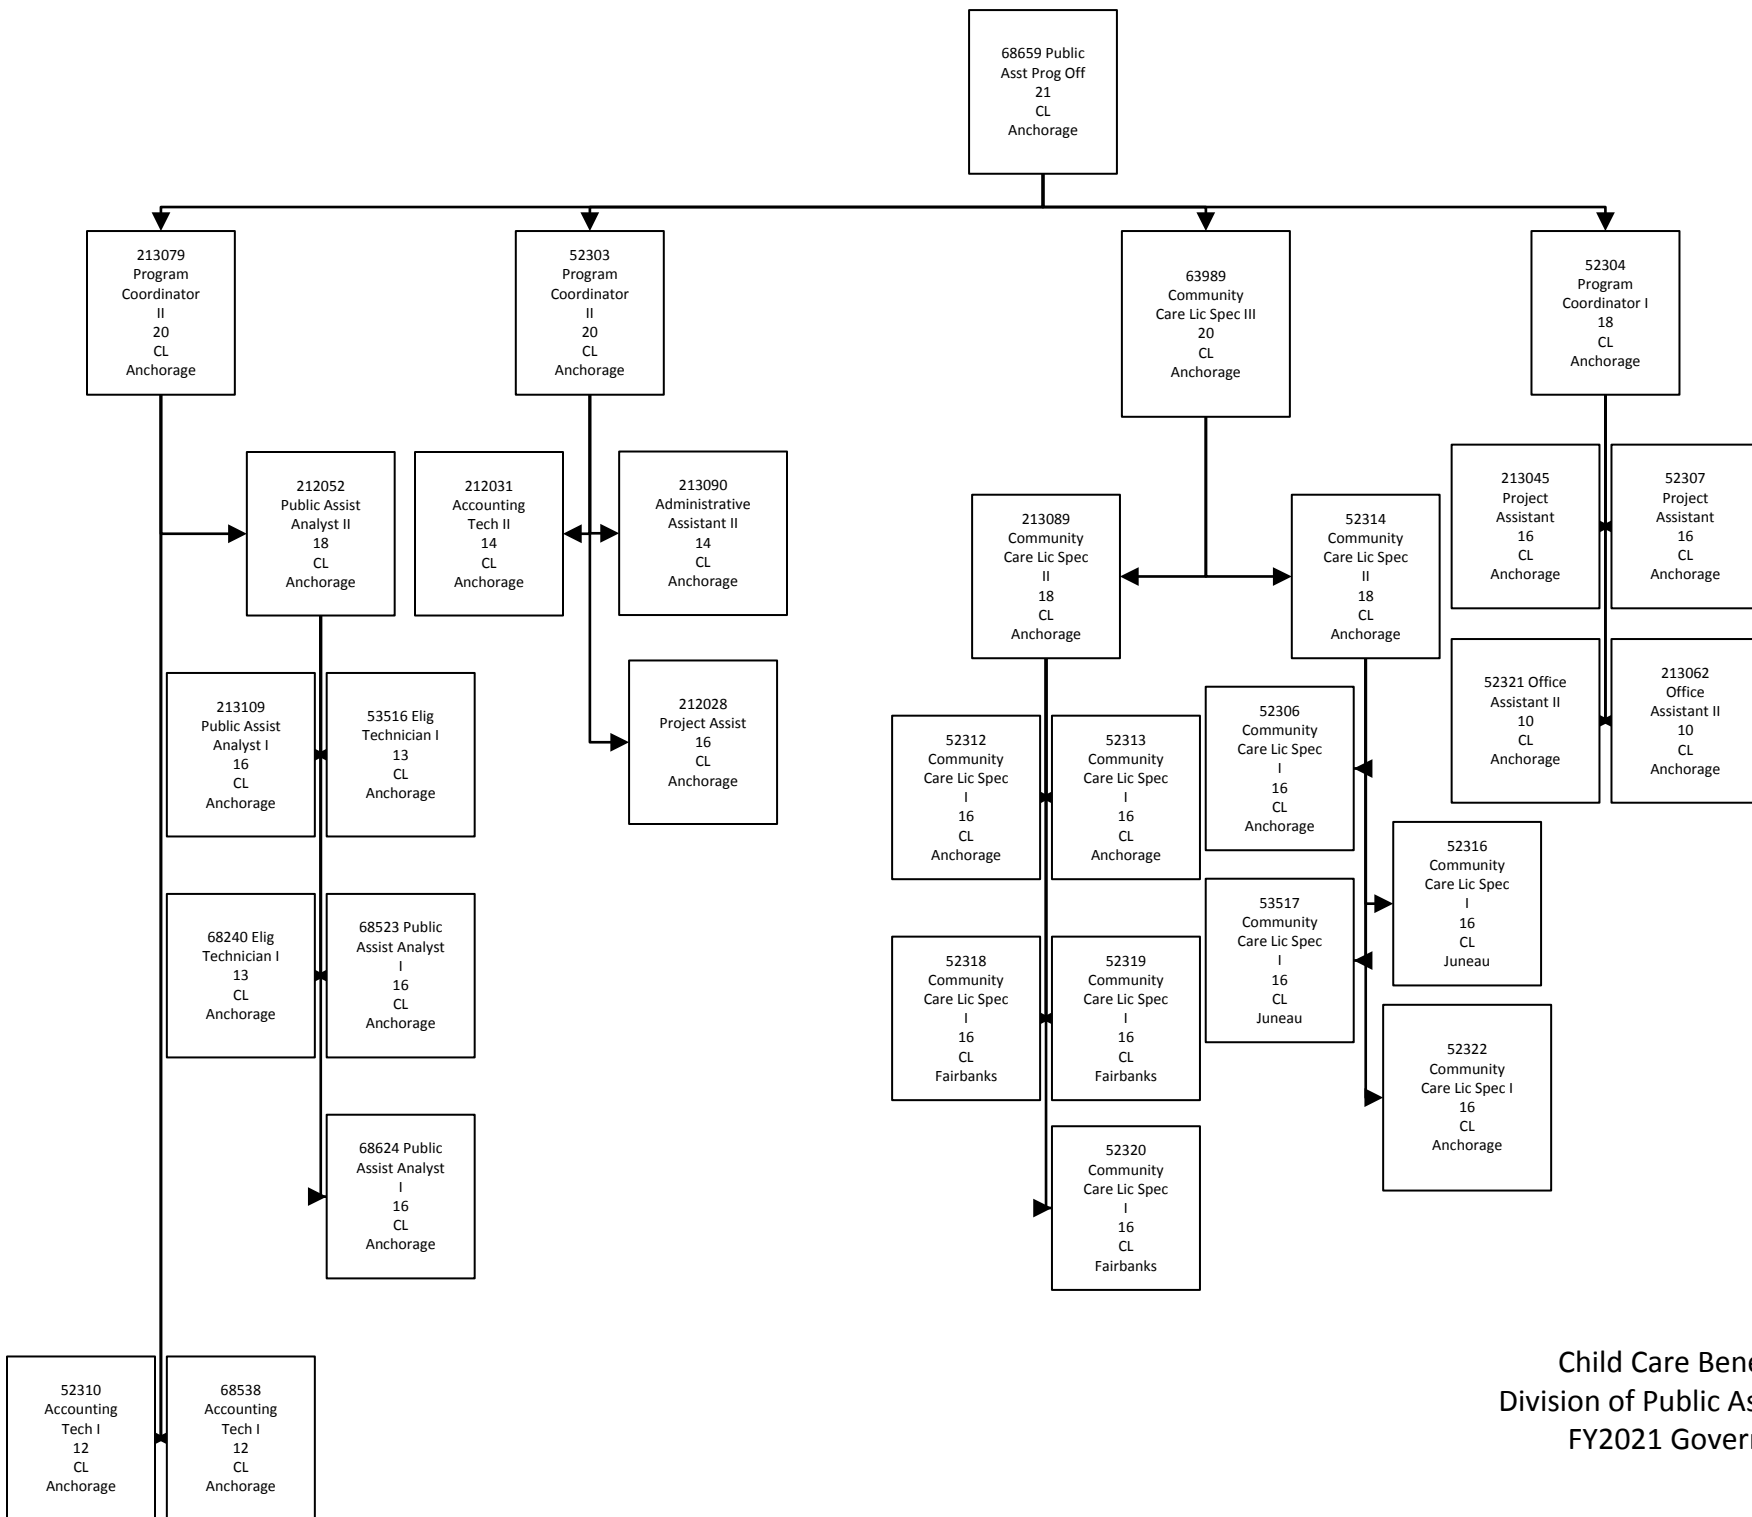 68659 Public
Asst Prog Off
21
CL
Anchorage
213079
Program
Coordinator
II
20
CL
Anchorage
52303
Program
Coordinator
II
20
CL
Anchorage
63989
Community
Care Lic Spec III
20
CL
Anchorage
52304
Program
Coordinator I
18
CL
Anchorage
212052
Public Assist
Analyst II
18
CL
Anchorage
212031
Accounting
Tech II
14
CL
Anchorage
213090
Administrative
Assistant II
14
CL
Anchorage
213089
Community
Care Lic Spec
II
18
CL
Anchorage
52314
Community
Care Lic Spec
II
18
CL
Anchorage
213045
Project
Assistant
16
CL
Anchorage
52307
Project
Assistant
16
CL
Anchorage
213109
Public Assist
Analyst I
16
CL
Anchorage
53516 Elig
Technician I
13
CL
Anchorage
212028
Project Assist
16
CL
Anchorage
52312
Community
Care Lic Spec
I
16
CL
Anchorage
52313
Community
Care Lic Spec
I
16
CL
Anchorage
52306
Community
Care Lic Spec
I
16
CL
Anchorage
52321 Office
Assistant II
10
CL
Anchorage
213062
Office
Assistant II
10
CL
Anchorage
52316
Community
Care Lic Spec
I
16
CL
Juneau
68240 Elig
Technician I
13
CL
Anchorage
68523 Public
Assist Analyst
I
16
CL
Anchorage
52318
Community
Care Lic Spec
I
16
CL
Fairbanks
52319
Community
Care Lic Spec
I
16
CL
Fairbanks
53517
Community
Care Lic Spec
I
16
CL
Juneau
52322
Community
Care Lic Spec I
16
CL
Anchorage
68624 Public
Assist Analyst
I
16
CL
Anchorage
52320
Community
Care Lic Spec
I
16
CL
Fairbanks
52310
Accounting
Tech I
12
CL
Anchorage
68538
Accounting
Tech I
12
CL
Anchorage
Child Care
Division of Public
FY2021